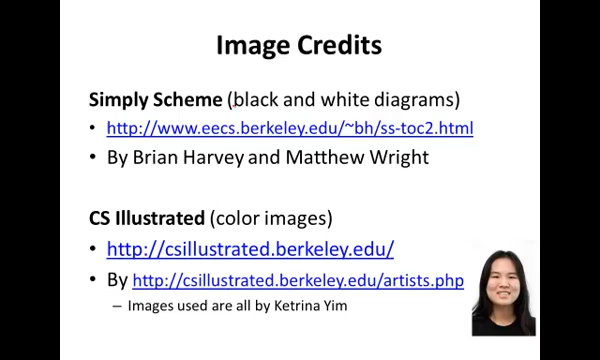 Image Credits
Simply Scheme (black and white diagrams)
• http://www.eecs.berkeley.edu/~bh/ss-toc2.html
• By Brian Harvey and Matthew Wright
CS Illustrated (color images)
• http://csillustrated.berkeley.edu/
• By http://csillustrated.berkeley.edu/artists.php
– Images used are all by Ketrina Yim